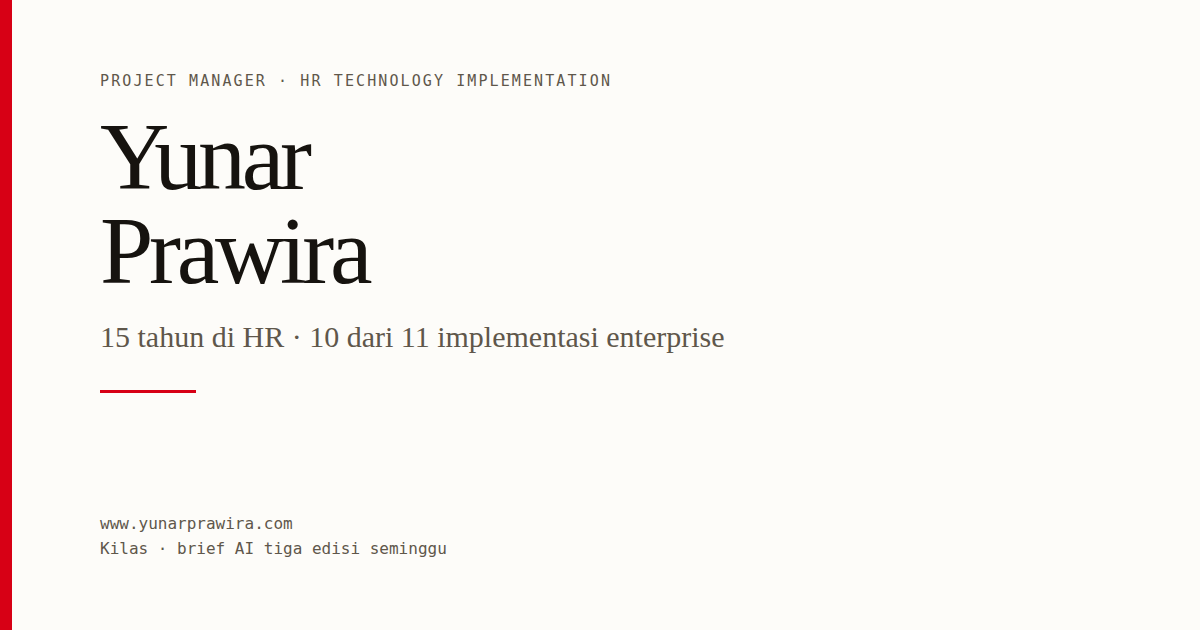 PROJECT MANAGER · HR TECHNOLOGY IMPLEMENTATION
Yunar
Prawira
15 tahun di HR · 10 dari 11 implementasi enterprise
www.yunarprawira.com
Kilas · brief AI tiga edisi seminggu